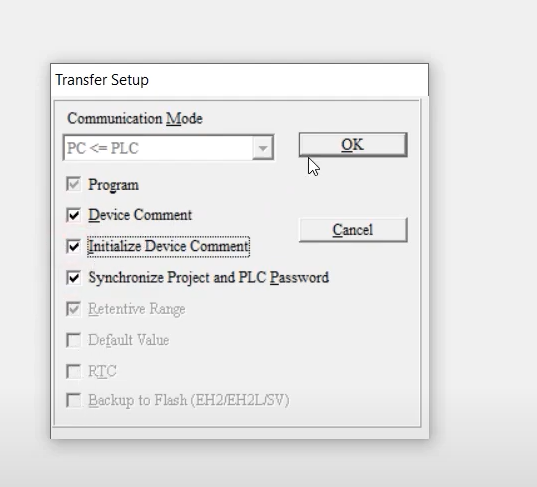 Transfer Setup
Communication Mode
PC <= PLC
OK
Program
Device Comment
Cancel
Initialize Device Comment
Synchronize Project and PLC Password
Retentive Range
Default Value
RTC
Backup to Flash (EH2/EH2L/SV)